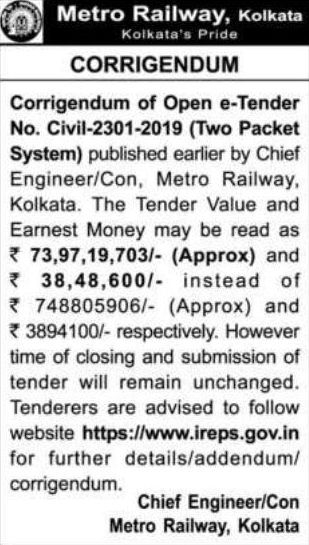 Metro Railway, Kolkata
Kolkata's Pride
CORRIGENDUM
Corrigendum of Open e-Tender
No. Civil-2301-2019 (Two Packet
System) published earlier by Chief
Engineer/Con, Metro Railway,
Kolkata. The Tender Value and
Earnest Money may be read as
₹ 73,97,19,703/- (Approx) and
₹ 38,48,600/- instead of
₹ 748805906/- (Approx) and
₹ 3894100/- respectively. However
time of closing and submission of
tender will remain unchanged.
Tenderers are advised to follow
website https://www.ireps.gov.in
for further details/addendum/
corrigendum.
Chief Engineer/Con
Metro Railway, Kolkata